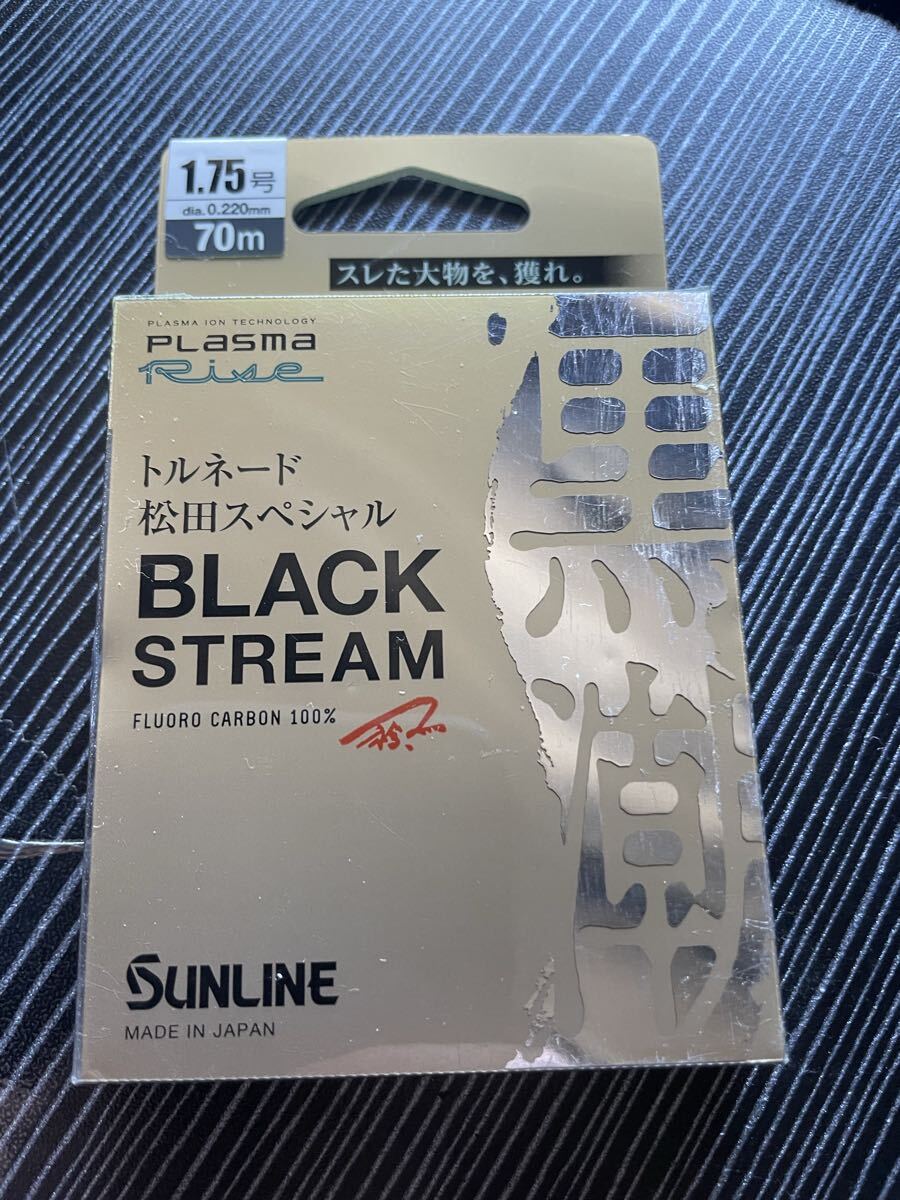 1.75号
dia.0.220mm
70m
スレた大物を、獲れ。
PLASMA ION TECHNOLOGY
PLASMA
Rise
トルネード
松田スペシャル
BLACK
STREAM
FLUORO CARBON 100%
SUNLINE
MADE IN JAPAN